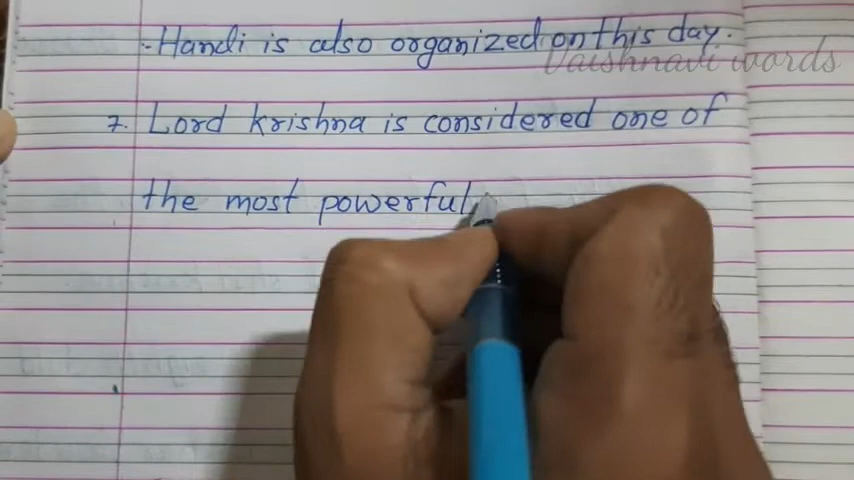 :- Handi is also organized on this day.
Vaishnavi words
7. Lord krishna is considered one of
the most powerful